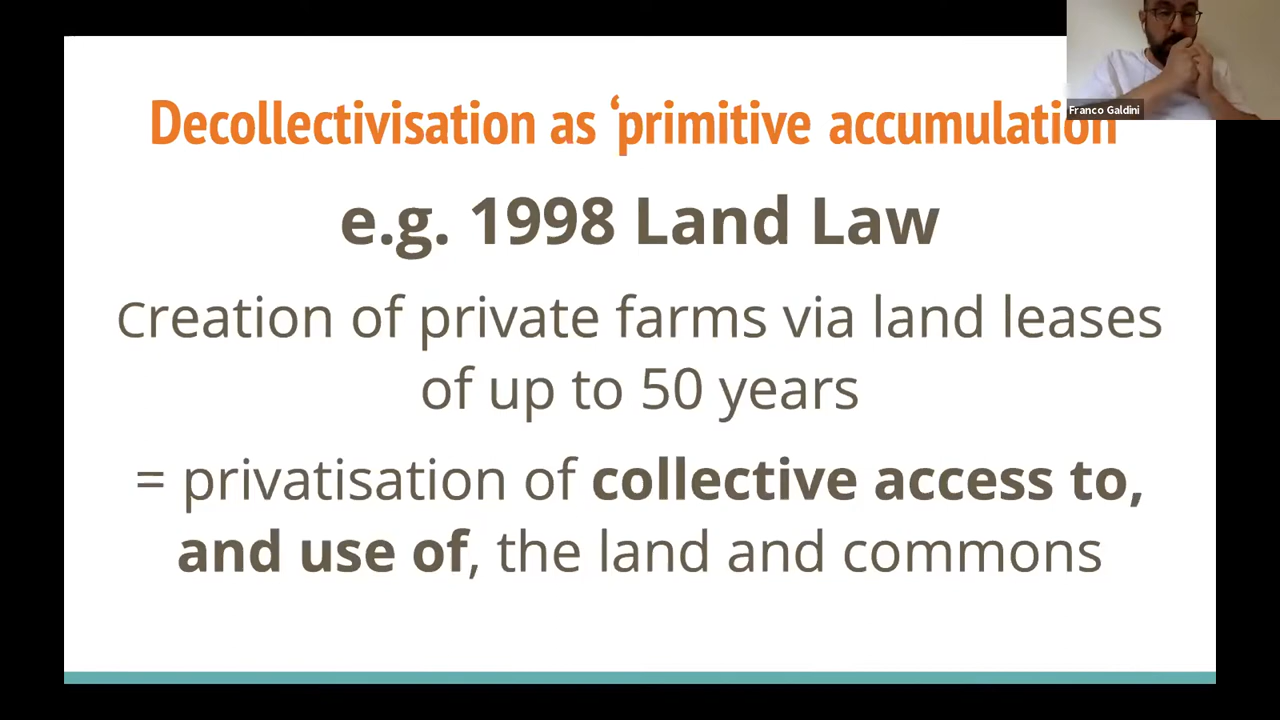 Decollectivisation as ‘primitive accumulation
e.g. 1998 Land Law
Creation of private farms via land leases
of up to 50 years
= privatisation of collective access to,
and use of, the land and commons
Franco Galdini